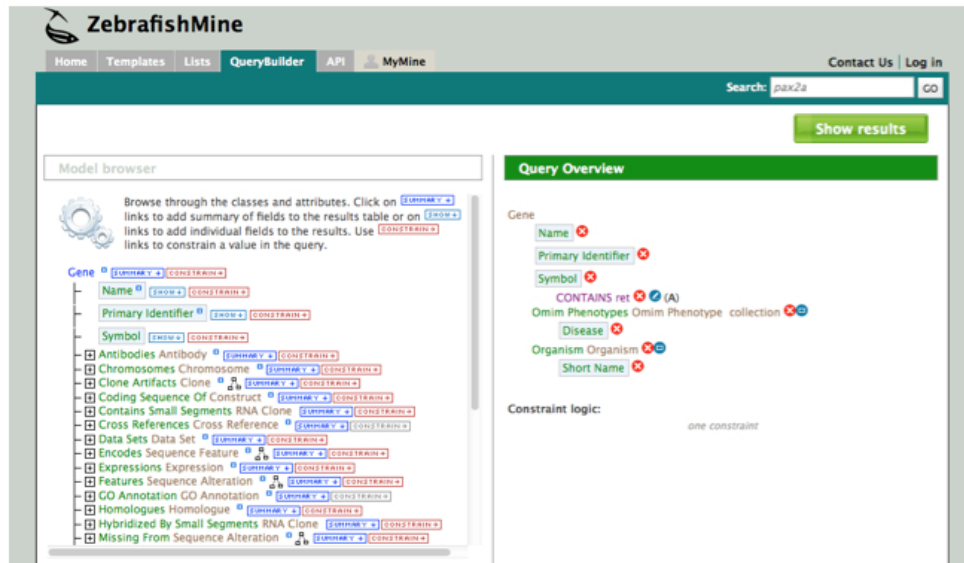 ZebrafishMine
Home Templates Lists QueryBuilder API MyMine
Contact Us | Log in
Search: pax2a GO
Show results
Model browser
Browse through the classes and attributes. Click on SUMMARY
links to add summary of fields to the results table or on SHOW
links to add individual fields to the results. Use CONSTRAIN
links to constrain a value in the query.
Gene SUMMARY CONSTRAIN
Name SHOW CONSTRAIN
Primary Identifier SHOW CONSTRAIN
Symbol SHOW CONSTRAIN
Antibodies Antibody SUMMARY CONSTRAIN
Chromosomes Chromosome SUMMARY CONSTRAIN
Clone Artifacts Clone SUMMARY CONSTRAIN
Coding Sequence Of Construct SUMMARY CONSTRAIN
Contains Small Segments RNA Clone SUMMARY CONSTRAIN
Cross References Cross Reference SUMMARY CONSTRAIN
Data Sets Data Set SUMMARY CONSTRAIN
Encodes Sequence Feature SUMMARY CONSTRAIN
Expressions Expression SUMMARY CONSTRAIN
Features Sequence Alteration SUMMARY CONSTRAIN
GO Annotation GO Annotation SUMMARY CONSTRAIN
Homologues Homologue SUMMARY CONSTRAIN
Hybridized By Small Segments RNA Clone SUMMARY CONSTRAIN
Missing From Sequence Alteration SUMMARY CONSTRAIN
Query Overview
Gene
Name
Primary Identifier
Symbol
CONTAINS ret (A)
Omim Phenotypes Omim Phenotype collection
Disease
Organism Organism
Short Name
Constraint logic:
one constraint